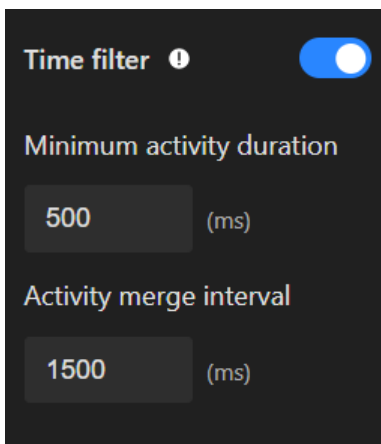 Time filter
Minimum activity duration
500 (ms)
Activity merge interval
1500 (ms)